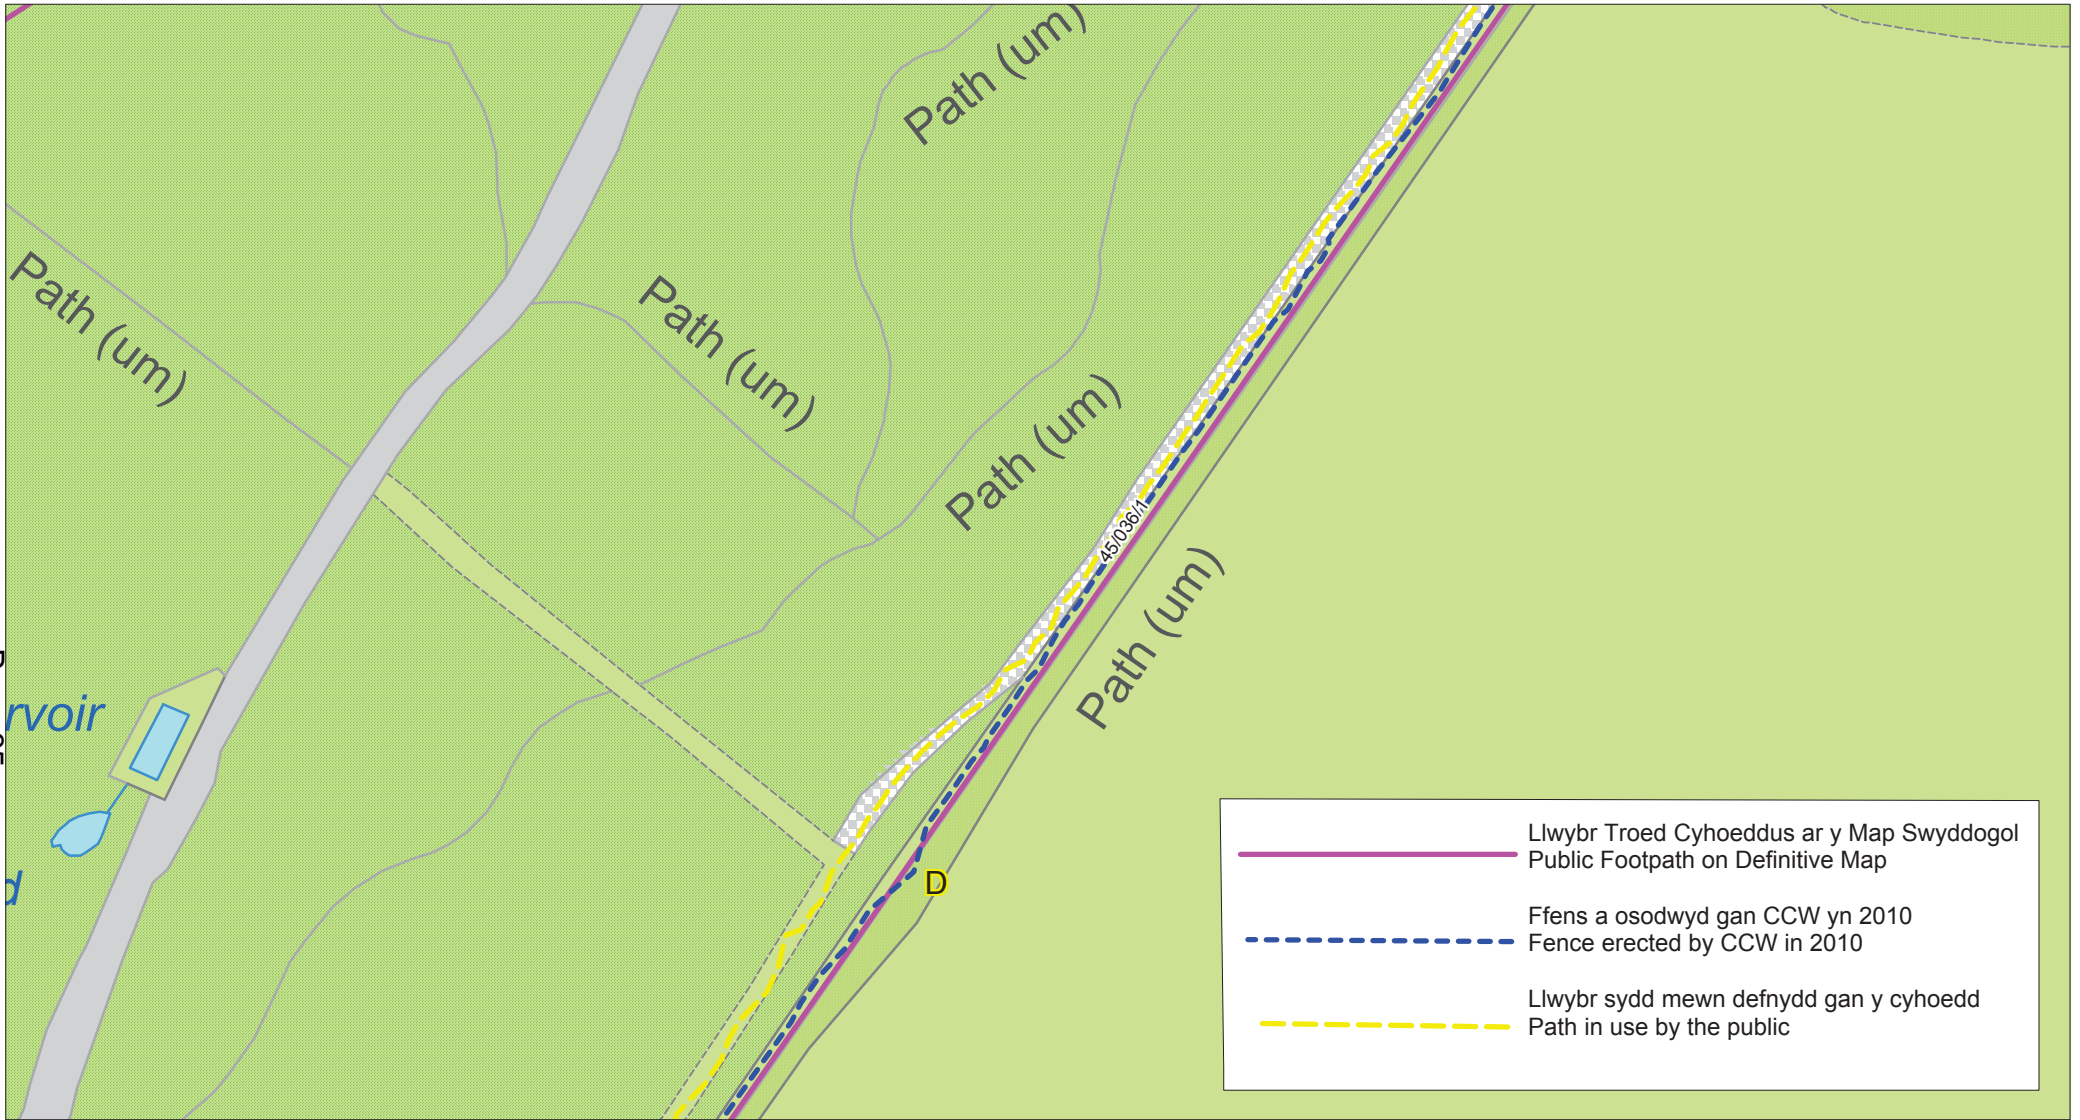 Path (um)
Path (um)
Path (um)
Path (um)
45/036/1
Path (um)
rvoir
d
D
Llwybr Troed Cyhoeddus ar y Map Swyddogol
Public Footpath on Definitive Map
Ffens a osodwyd gan CCW yn 2010
Fence erected by CCW in 2010
Llwybr sydd mewn defnydd gan y cyhoedd
Path in use by the public